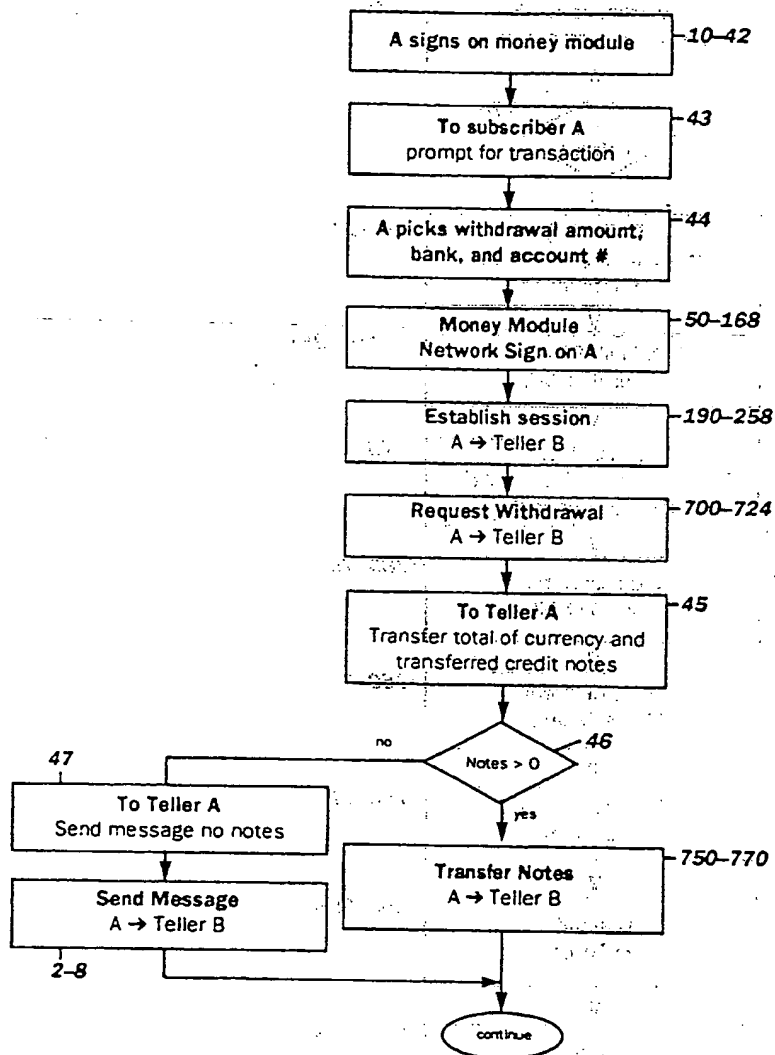 A signs on money module
10–42
To subscriber A
prompt for transaction
43
A picks withdrawal amount,
bank, and account #
44
Money Module
Network Sign on A
50–168
Establish session
A → Teller B
190–258
Request Withdrawal
A → Teller B
700–724
To Teller A
Transfer total of currency and
transferred credit notes
45
Notes > 0
46
no
yes
47
To Teller A
Send message no notes
Send Message
A → Teller B
2–8
Transfer Notes
A → Teller B
750–770
continue